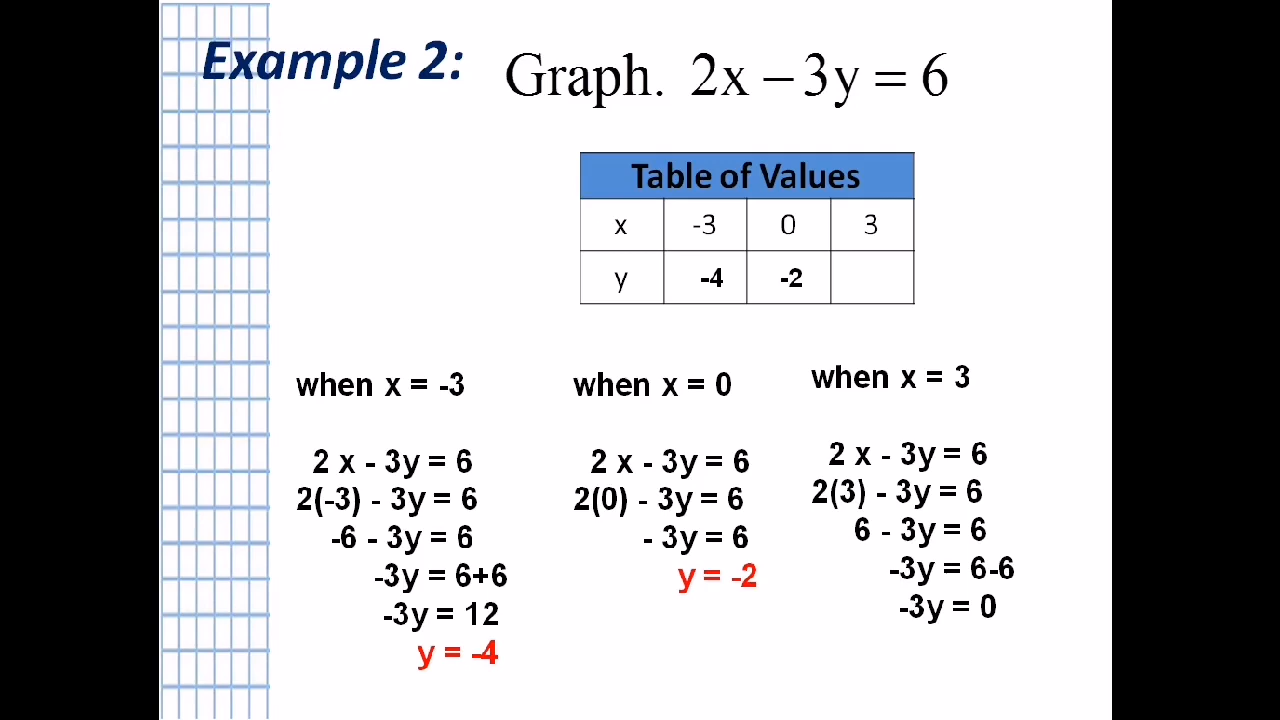 Example 2:
Graph. 2x – 3y = 6
Table of Values
x -3 0 3
y -4 -2
when x = -3
2 x - 3y = 6
2(-3) - 3y = 6
-6 - 3y = 6
-3y = 6+6
-3y = 12
y = -4
when x = 0
2 x - 3y = 6
2(0) - 3y = 6
- 3y = 6
y = -2
when x = 3
2 x - 3y = 6
2(3) - 3y = 6
6 - 3y = 6
-3y = 6-6
-3y = 0